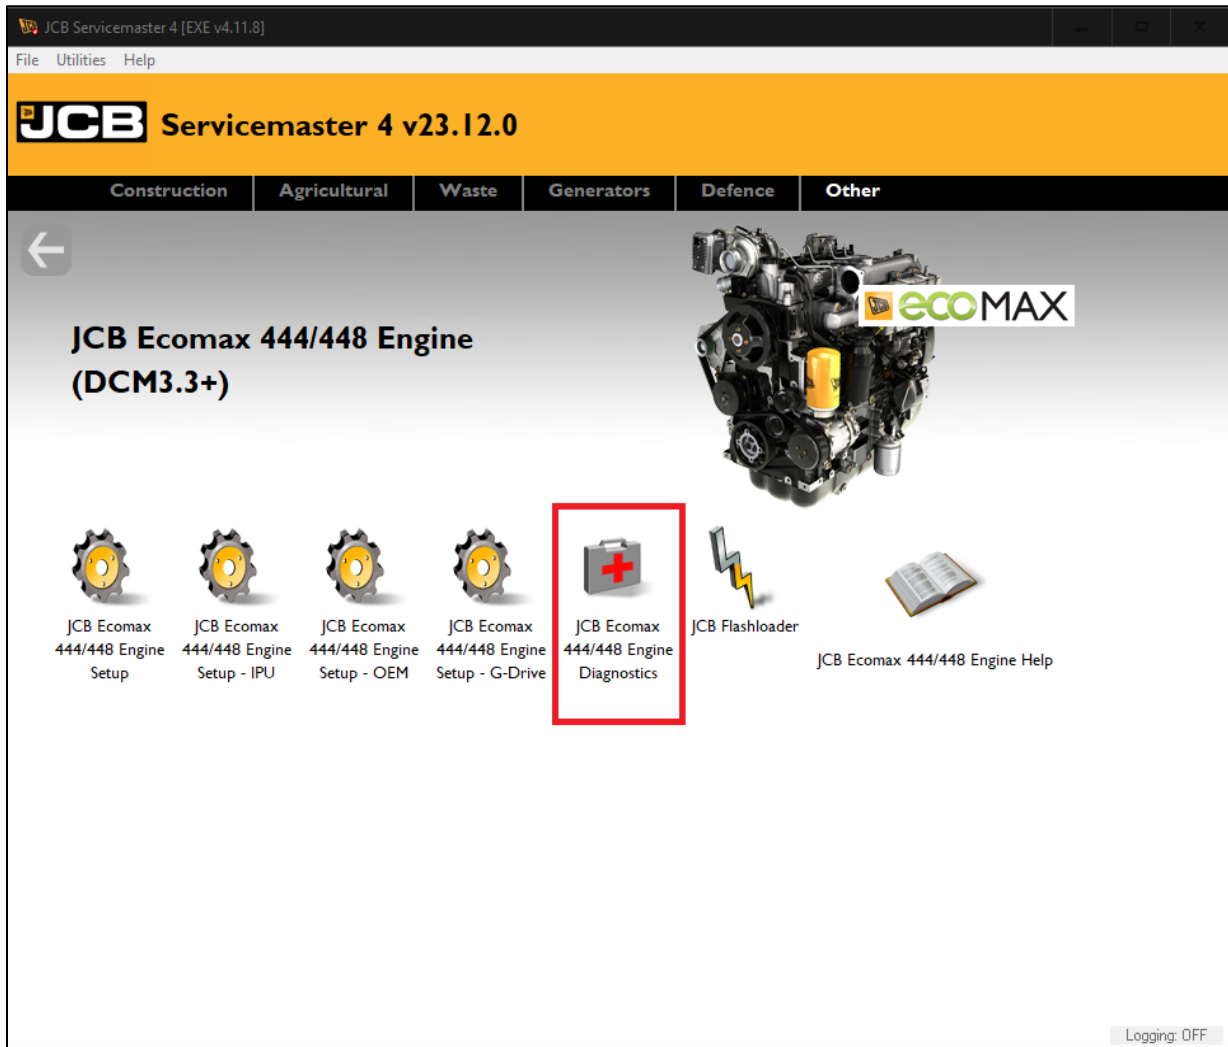 JCB Servicemaster 4 [EXE v4.11.8]
File Utilities Help
JCB Servicemaster 4 v23.12.0
Construction Agricultural Waste Generators Defence Other
ecoMAX
JCB Ecomax 444/448 Engine
(DCM3.3+)
JCB Ecomax
444/448 Engine
Setup
JCB Ecomax
444/448 Engine
Setup - IPU
JCB Ecomax
444/448 Engine
Setup - OEM
JCB Ecomax
444/448 Engine
Setup - G-Drive
JCB Ecomax
444/448 Engine
Diagnostics
JCB Flashloader
JCB Ecomax 444/448 Engine Help
Logging: OFF